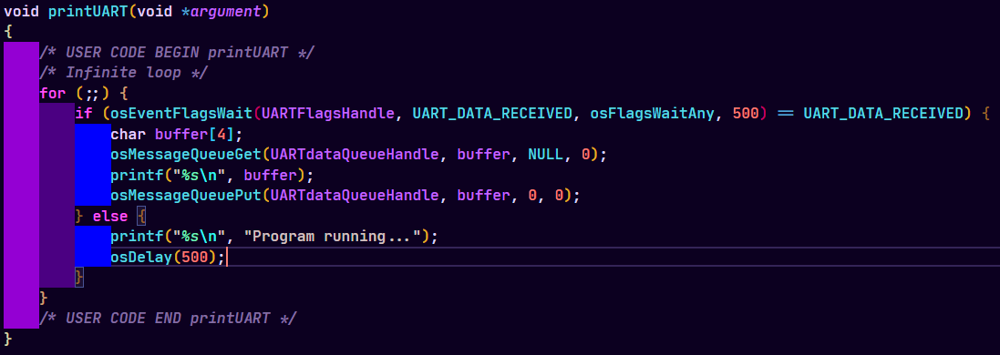 void printUART(void *argument)
{
    /* USER CODE BEGIN printUART */
    /* Infinite loop */
    for (;;) {
        if (osEventFlagsWait(UARTFlagsHandle, UART_DATA_RECEIVED, osFlagsWaitAny, 500) == UART_DATA_RECEIVED) {
            char buffer[4];
            osMessageQueueGet(UARTdataQueueHandle, buffer, NULL, 0);
            printf("%s\n", buffer);
            osMessageQueuePut(UARTdataQueueHandle, buffer, 0, 0);
        } else {
            printf("%s\n", "Program running...");
            osDelay(500);
        }
    }
    /* USER CODE END printUART */
}